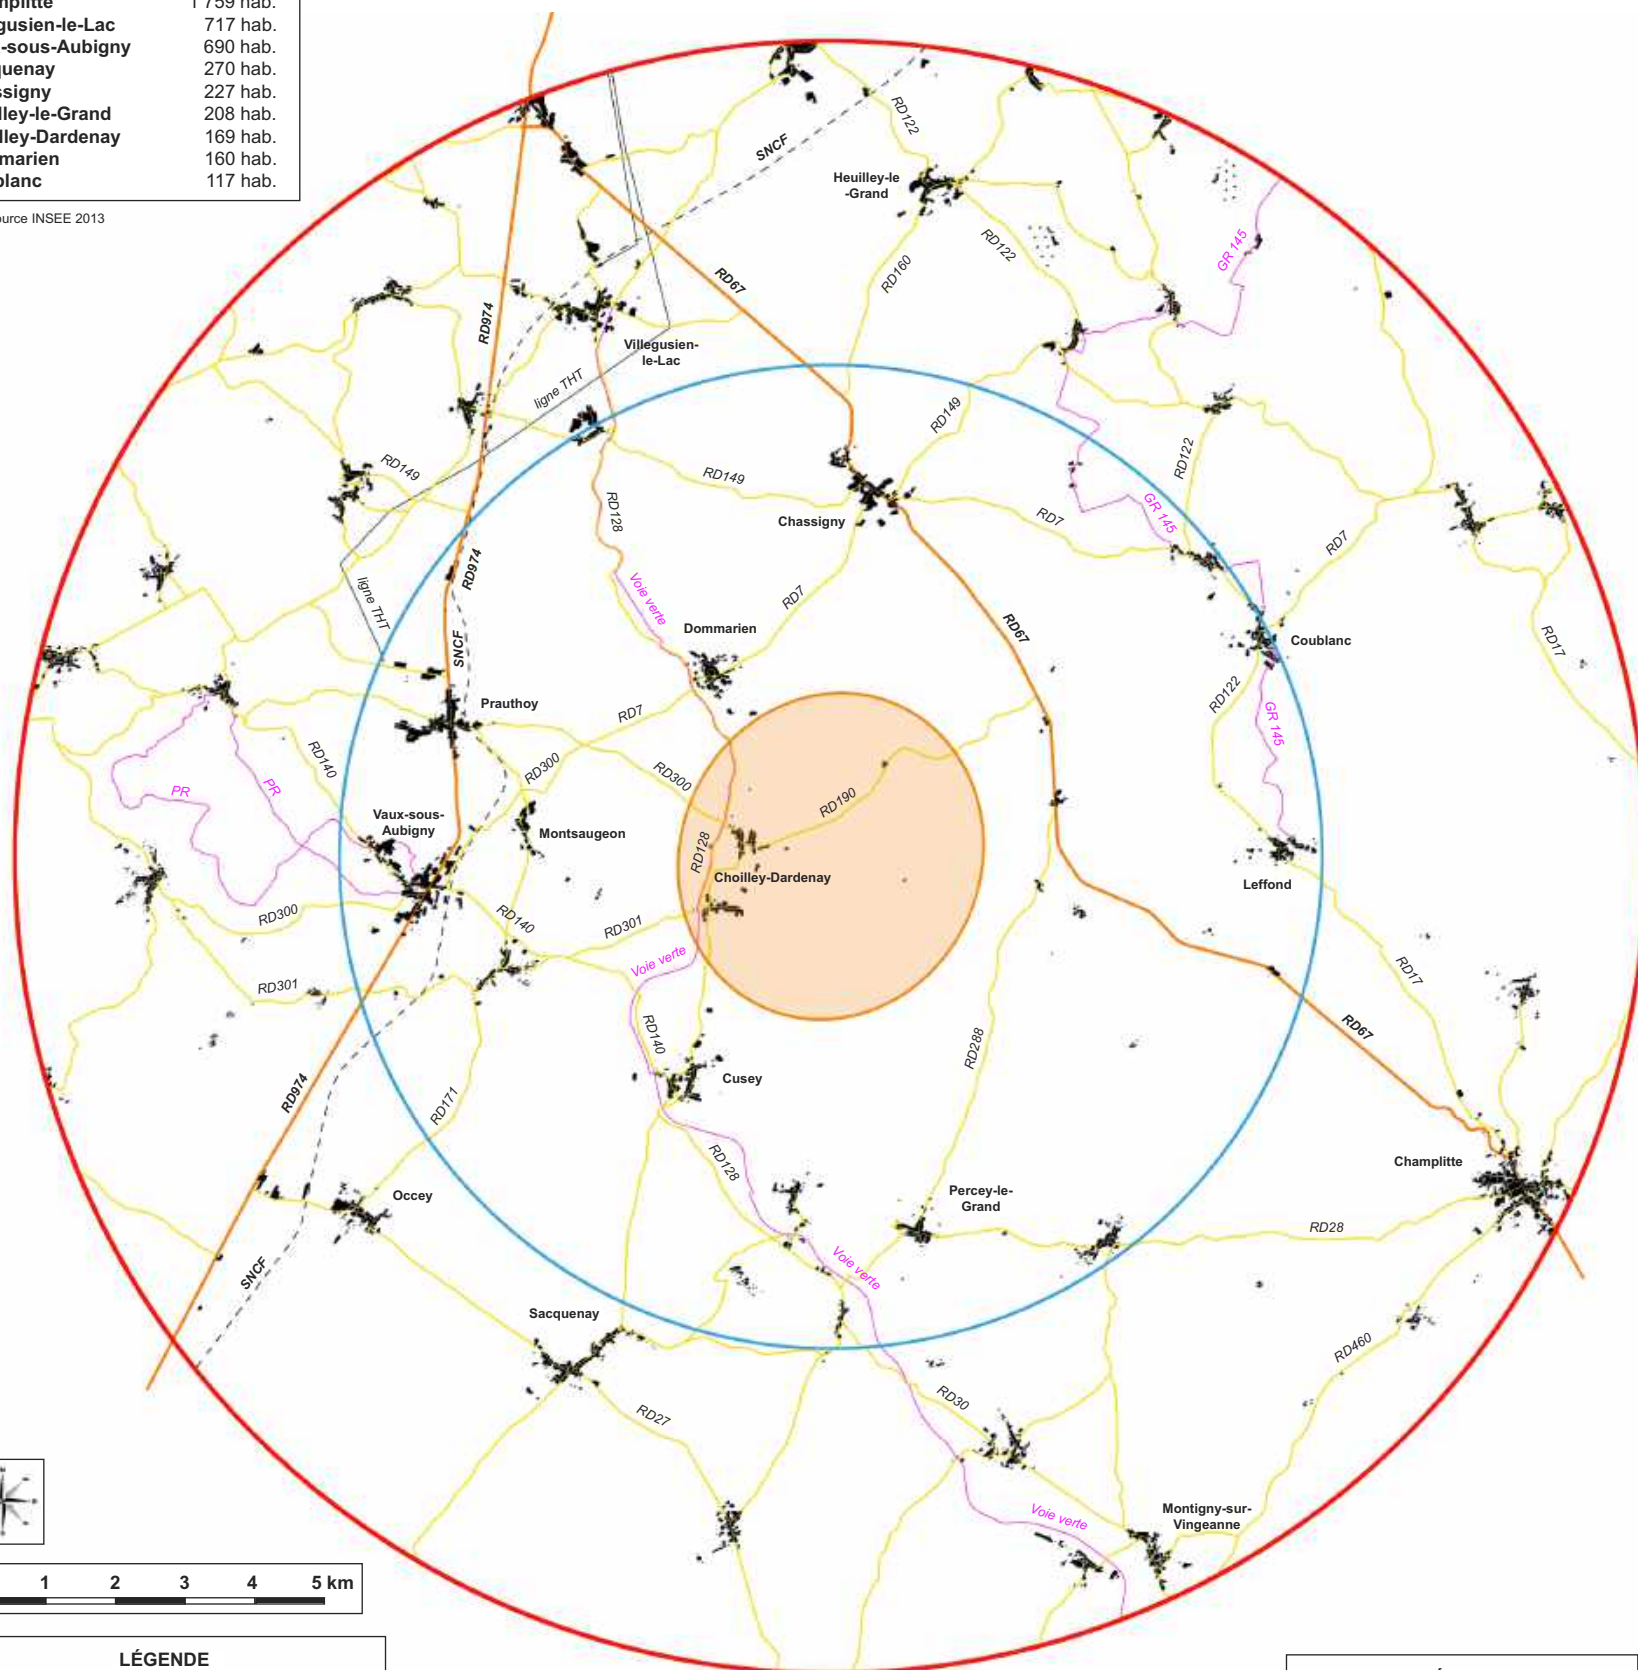 mplitte 1 759 hab.
gusien-le-Lac 717 hab.
-sous-Aubigny 690 hab.
quenay 270 hab.
ssigny 227 hab.
lley-le-Grand 208 hab.
lley-Dardenay 169 hab.
marien 160 hab.
blanc 117 hab.
urce INSEE 2013
RD122
SNCF
Heuilley-le
-Grand
RD122
GR 145
RD160
RD67
RD974
Villegusien-
le-Lac
ligne THT
RD149
RD149
RD149
RD122
RD128
Chassigny
RD7
GR 145
RD7
RD974
ligne THT
Voie verte
RD7
Dommarien
RD67
SNCF
Coublanc
RD17
Prauthoy
RD7
RD122
GR 145
RD140
RD300
RD300
PR
PR
RD190
Vaux-sous-
Aubigny
Montsaugeon
RD128
Choilley-Dardenay
Leffond
RD300
RD140
RD301
Voie verte
RD301
RD17
RD67
RD140
RD288
Cusey
RD974
RD171
RD128
Champlitte
Occey
Percey-le-
Grand
RD28
SNCF
Voie verte
Sacquenay
RD460
RD27
RD30
Voie verte
Montigny-sur-
Vingeanne
1 2 3 4 5 km
LÉGENDE